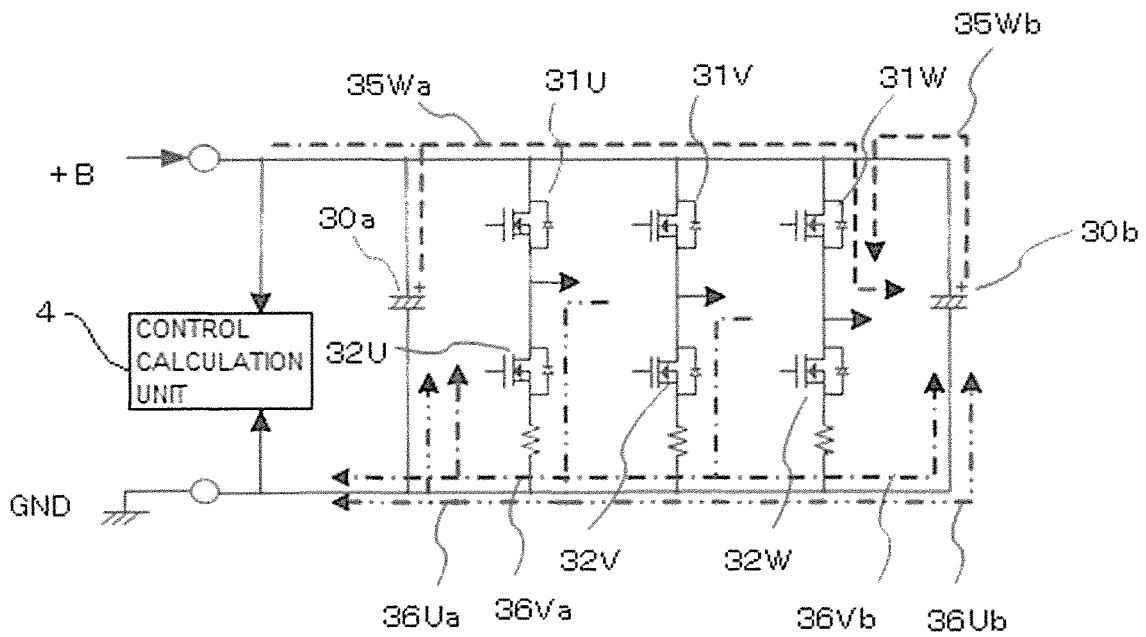 35Wb
31U
31V
31W
35Wa
+B
30a
30b
4
CONTROL
CALCULATION
UNIT
32U
+
+
GND
32V
32W
36Ua
36Va
36Vb
36Ub